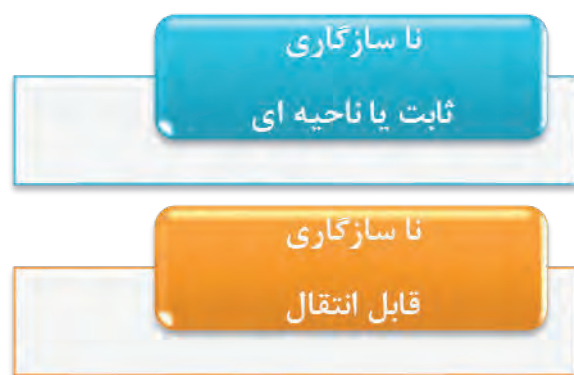 نا سازگاری
ثابت یا ناحیه ای
نا سازگاری
قابل انتقال